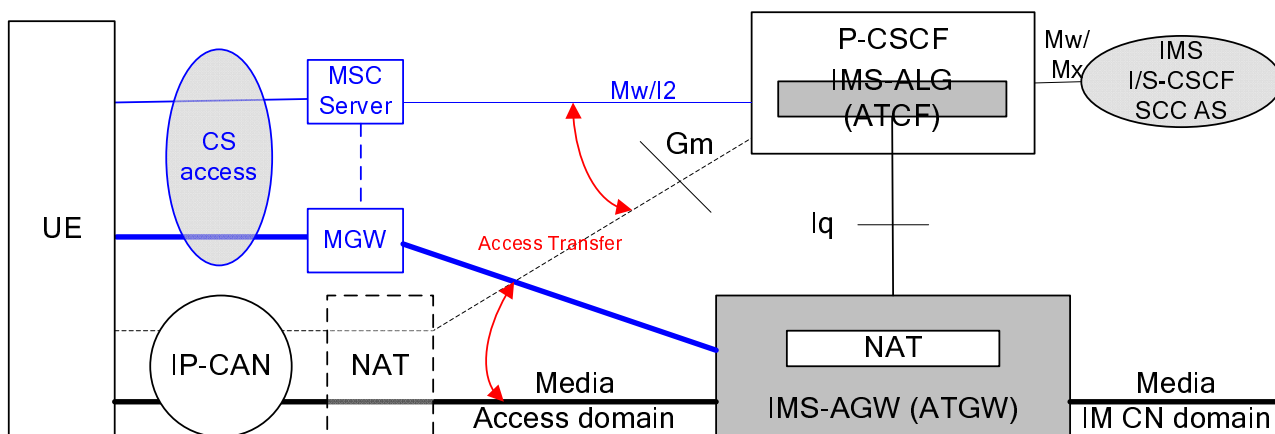 UE
CS
access
MSC
Server
MGW
IP-CAN
NAT
Mw/I2
Gm
Access Transfer
P-CSCF
IMS-ALG
(ATCF)
Mw/
Mx
IMS
I/S-CSCF
SCC AS
Iq
NAT
IMS-AGW (ATGW)
Media
Access domain
Media
IM CN domain